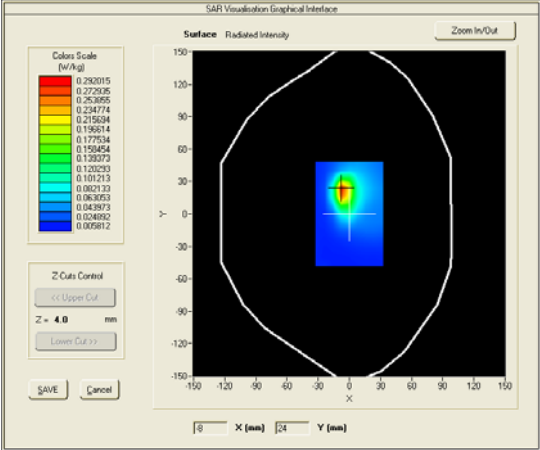 SAR Visualisation Graphical Interface
Surface Radiated Intensity
Zoom In/Out
Colors Scale
(W/kg)
0.292015
0.272935
0.253855
0.234774
0.215694
0.196614
0.177534
0.158454
0.139373
0.120293
0.101213
0.082133
0.063053
0.043973
0.024892
0.005812
150
120
90
60
30
0
-30
-60
-90
-120
-150
Y
-150 -120 -90 -60 -30 0 30 60 90 120 150
X
Z-Cuts Control
<< Upper Cut
Z = 4.0 mm
Lower Cut >>
SAVE Cancel
-8 X (mm) 24 Y (mm)